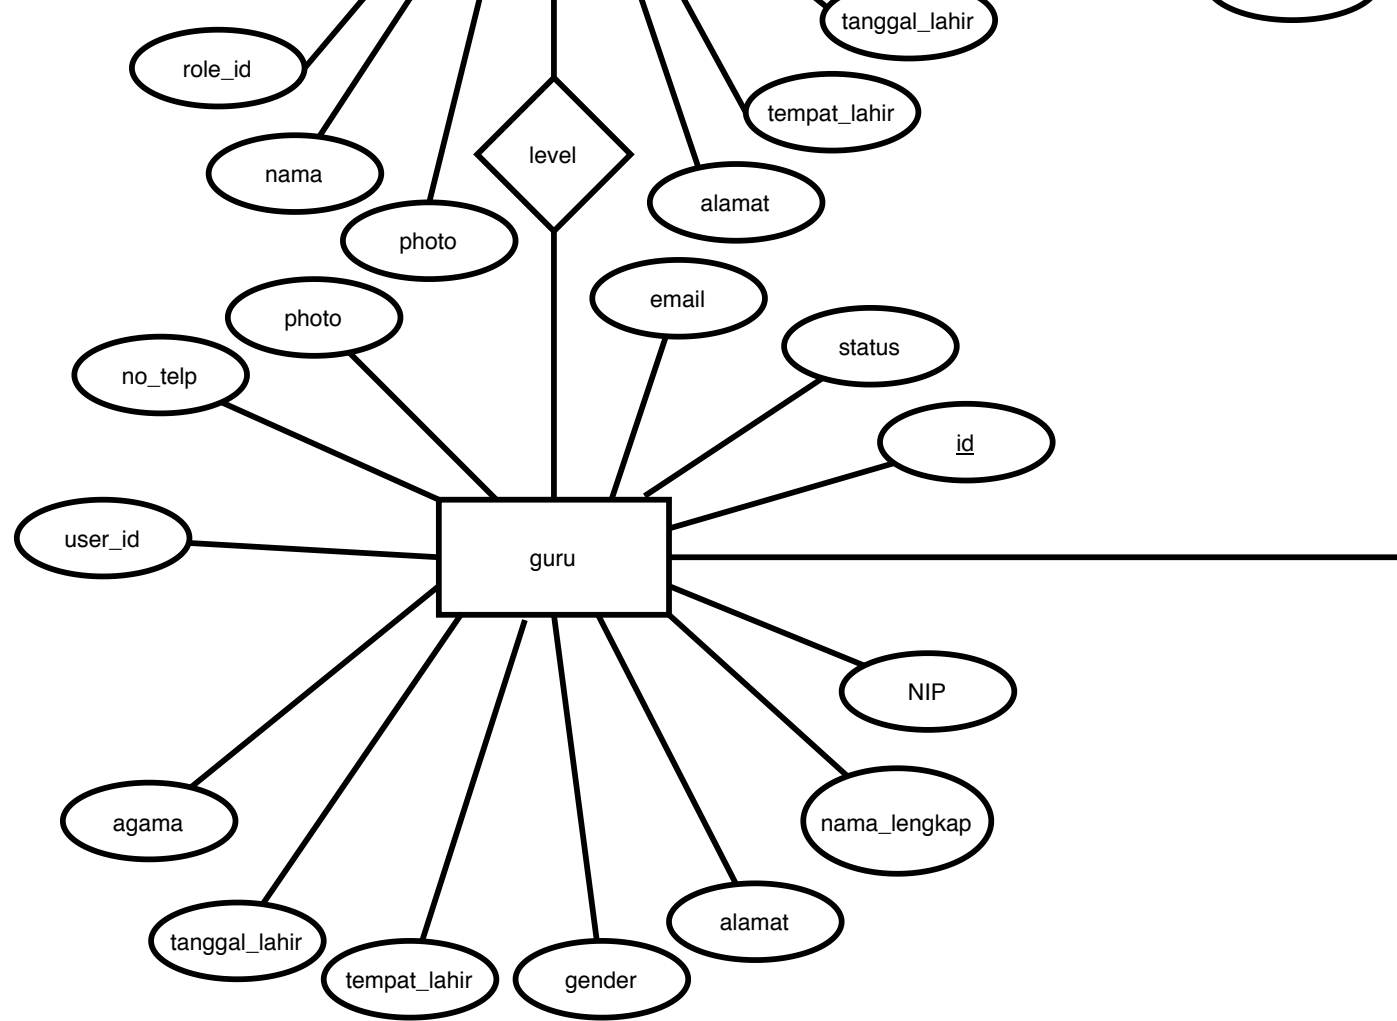 tanggal_lahir
role_id
tempat_lahir
level
nama
alamat
photo
email
photo
status
no_telp
id
user_id
guru
NIP
agama
nama_lengkap
alamat
tanggal_lahir
tempat_lahir
gender